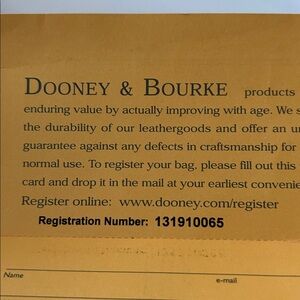 DOONEY & BOURKE products
enduring value by actually improving with age. We s
the durability of our leathergoods and offer an u
guarantee against any defects in craftsmanship for
normal use. To register your bag, please fill out this
card and drop it in the mail at your earliest convenie
Register online: www.dooney.com/register
Registration Number: 131910065
Name e-mail